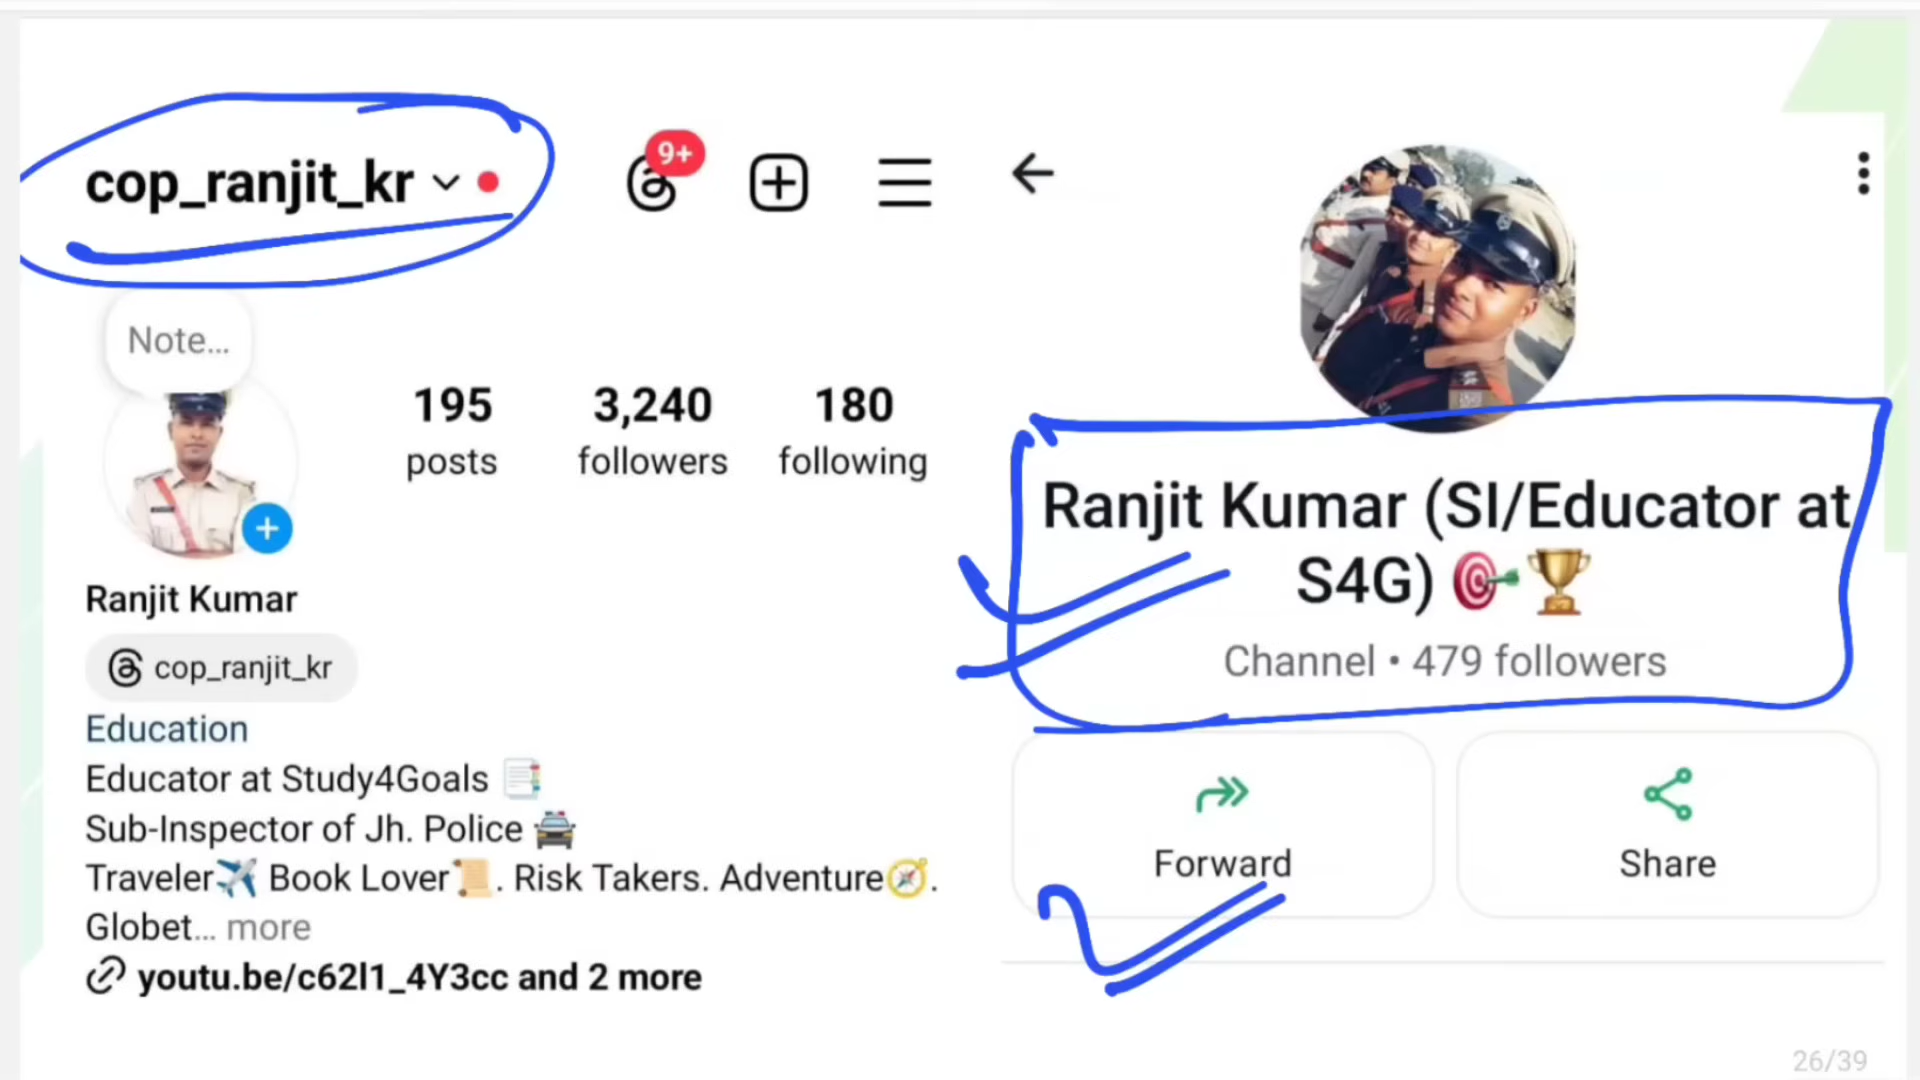 cop_ranjit_kr
9+
Note...
195 posts
3,240 followers
180 following
Ranjit Kumar
cop_ranjit_kr
Education
Educator at Study4Goals
Sub-Inspector of Jh. Police
Traveler✈️ Book Lover📜. Risk Takers. Adventure🧭.
Globet... more
youtu.be/c62l1_4Y3cc and 2 more
Ranjit Kumar (SI/Educator at
S4G) 🎯🏆
Channel • 479 followers
Forward
Share
26/39